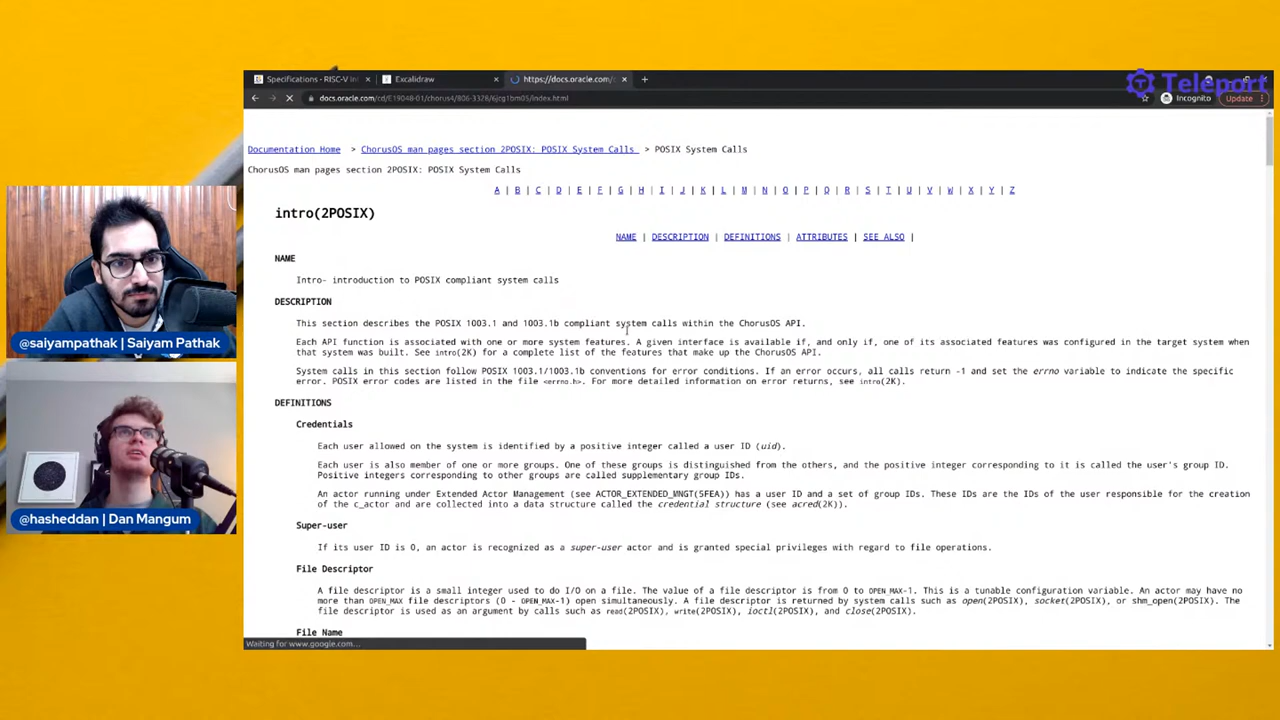 Specifications - RISC-V In
Excalidraw
https://docs.oracle.com/c
Teleport
docs.oracle.com/cd/E19048-01/chorus4/806-3328/6jcg1bm05/index.html
Incognito
Update
Documentation Home > ChorusOS man pages section 2POSIX: POSIX System Calls > POSIX System Calls
ChorusOS man pages section 2POSIX: POSIX System Calls
A | B | C | D | E | F | G | H | I | J | K | L | M | N | O | P | Q | R | S | T | U | V | W | X | Y | Z
intro(2POSIX)
NAME | DESCRIPTION | DEFINITIONS | ATTRIBUTES | SEE ALSO |
NAME
Intro- introduction to POSIX compliant system calls
DESCRIPTION
This section describes the POSIX 1003.1 and 1003.1b compliant system calls within the ChorusOS API.
Each API function is associated with one or more system features. A given interface is available if, and only if, one of its associated features was configured in the target system when
that system was built. See intro(2K) for a complete list of the features that make up the ChorusOS API.
System calls in this section follow POSIX 1003.1/1003.1b conventions for error conditions. If an error occurs, all calls return -1 and set the errno variable to indicate the specific
error. POSIX error codes are listed in the file <errno.h>. For more detailed information on error returns, see intro(2K).
DEFINITIONS
Credentials
Each user allowed on the system is identified by a positive integer called a user ID (uid).
Each user is also member of one or more groups. One of these groups is distinguished from the others, and the positive integer corresponding to it is called the user's group ID.
Positive integers corresponding to other groups are called supplementary group IDs.
An actor running under Extended Actor Management (see ACTOR_EXTENDED_MNGT(5FEA)) has a user ID and a set of group IDs. These IDs are the IDs of the user responsible for the creation
of the c_actor and are collected into a data structure called the credential structure (see acred(2K)).
Super-user
If its user ID is 0, an actor is recognized as a super-user actor and is granted special privileges with regard to file operations.
File Descriptor
A file descriptor is a small integer used to do I/O on a file. The value of a file descriptor is from 0 to OPEN_MAX-1. This is a tunable configuration variable. An actor may have no
more than OPEN_MAX file descriptors (0 - OPEN_MAX-1) open simultaneously. A file descriptor is returned by system calls such as open(2POSIX), socket(2POSIX), or shm_open(2POSIX). The
file descriptor is used as an argument by calls such as read(2POSIX), write(2POSIX), ioctl(2POSIX), and close(2POSIX).
File Name
Waiting for www.google.com...
@saiyampathak | Saiyam Pathak
@hasheddan | Dan Mangum